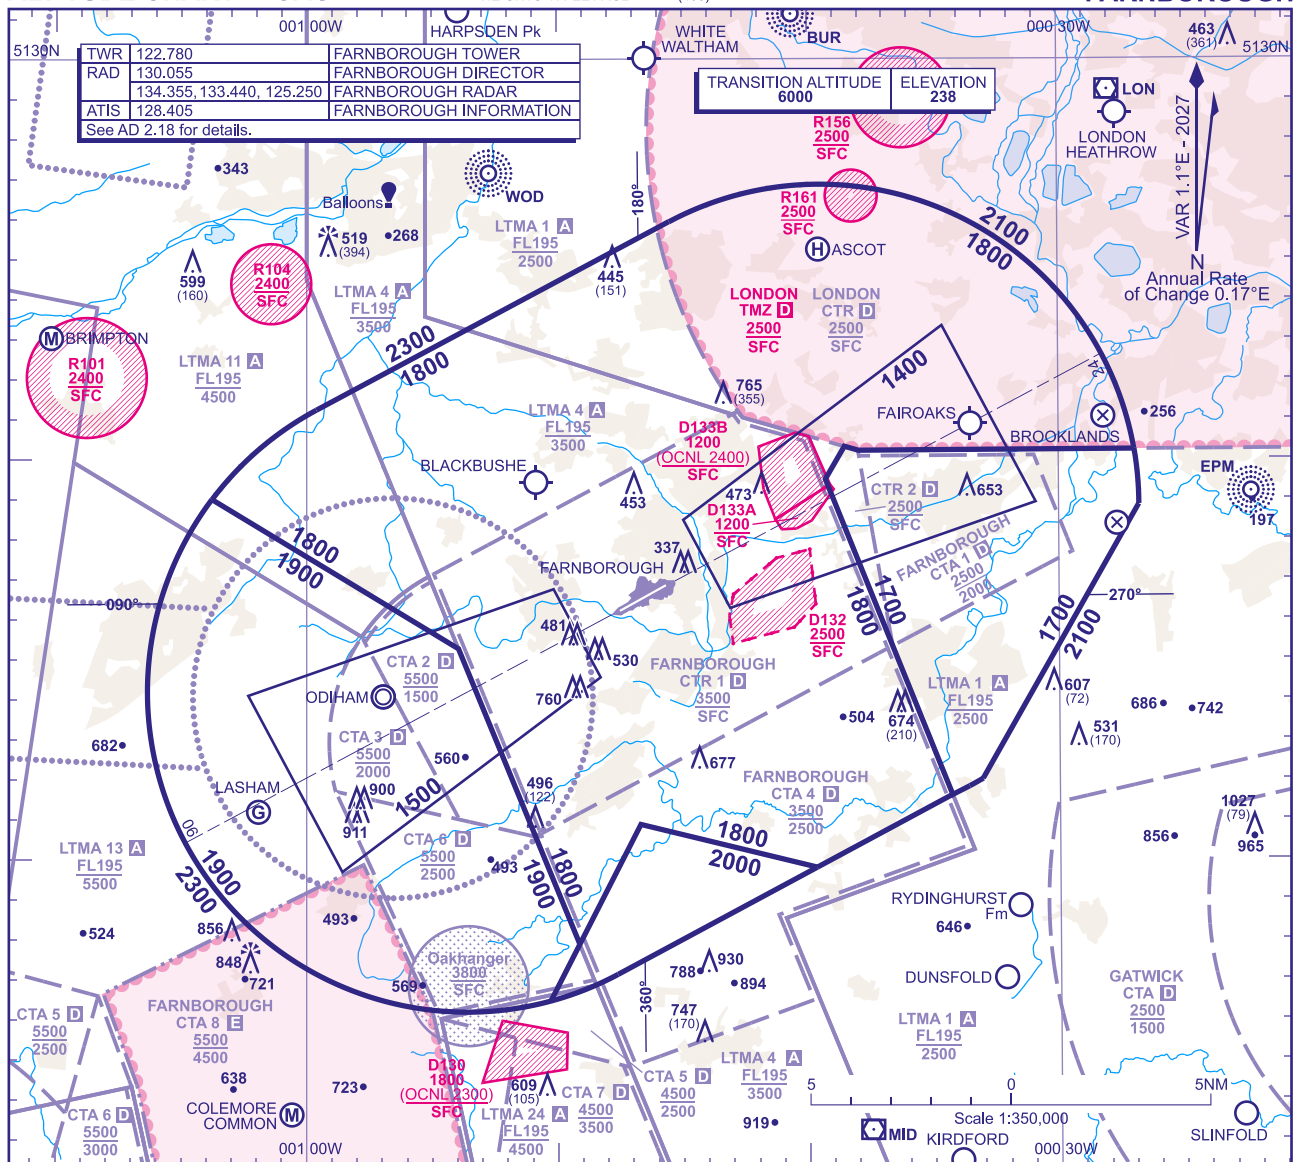 001 00W
HARPSDEN Pk
WHITE
WALTHAM
BUR
000 30W
463
(361)
5130N
5130N
TWR 122.780 FARNBOROUGH TOWER
RAD 130.055 FARNBOROUGH DIRECTOR
134.355, 133.440, 125.250 FARNBOROUGH RADAR
ATIS 128.405 FARNBOROUGH INFORMATION
See AD 2.18 for details.
TRANSITION ALTITUDE
6000
ELEVATION
238
LON
LONDON
HEATHROW
VAR 1.1°E - 2027
N
Annual Rate
of Change 0.17°E
R156
2500
SFC
R161
2500
SFC
ASCOT
H
343
WOD
Balloons
268
519
(394)
180°
LTMA 1 A
FL195
2500
2100
1800
599
(160)
R104
2400
SFC
LTMA 4 A
FL195
3500
445
(151)
LONDON
TMZ D
2500
SFC
LONDON
CTR D
2500
SFC
M BRIMPTON
R101
2400
SFC
LTMA 11 A
FL195
4500
2300
1800
1400
24
765
(355)
FAIROAKS
256
BROOKLANDS
LTMA 4 A
FL195
3500
D133B
1200
(OCNL 2400)
SFC
BLACKBUSHE
453
473
D133A
1200
SFC
CTR 2 D
2500
SFC
653
EPM
197
1800
1900
337
FARNBOROUGH
FARNBOROUGH
CTA 1 D
2500
2000
090°
270°
1700
1800
1700
2100
D132
2500
SFC
481
530
760
CTA 2 D
5500
1500
ODIHAM
FARNBOROUGH
CTR 1 D
3500
SFC
LTMA 1 A
FL195
2500
607
(72)
686
742
531
(170)
504
674
(210)
682
CTA 3 D
5500
2000
560
677
LASHAM
G
900
911
1500
496
(122)
FARNBOROUGH
CTA 4 D
3500
2500
1027
(79)
965
856
06
LTMA 13 A
FL195
5500
CTA 6 D
5500
2500
493
1800
2000
1900
2300
1800
1900
RYDINGHURST
Fm
646
524
856
848
721
493
Oakhanger
3800
SFC
569
788
930
894
747
(170)
360°
DUNSFOLD
GATWICK
CTA D
2500
1500
FARNBOROUGH
CTA 8 E
5500
4500
CTA 5 D
5500
2500
LTMA 1 A
FL195
2500
638
723
D130
1800
(OCNL 2300)
SFC
609
(105)
CTA 7 D
4500
3500
CTA 5 D
4500
2500
LTMA 4 A
FL195
3500
919
LTMA 24 A
FL195
4500
CTA 6 D
5500
3000
COLEMORE
COMMON
M
5 0 5NM
Scale 1:350,000
MID
KIRDFORD
SLINFOLD
001 00W
000 30W